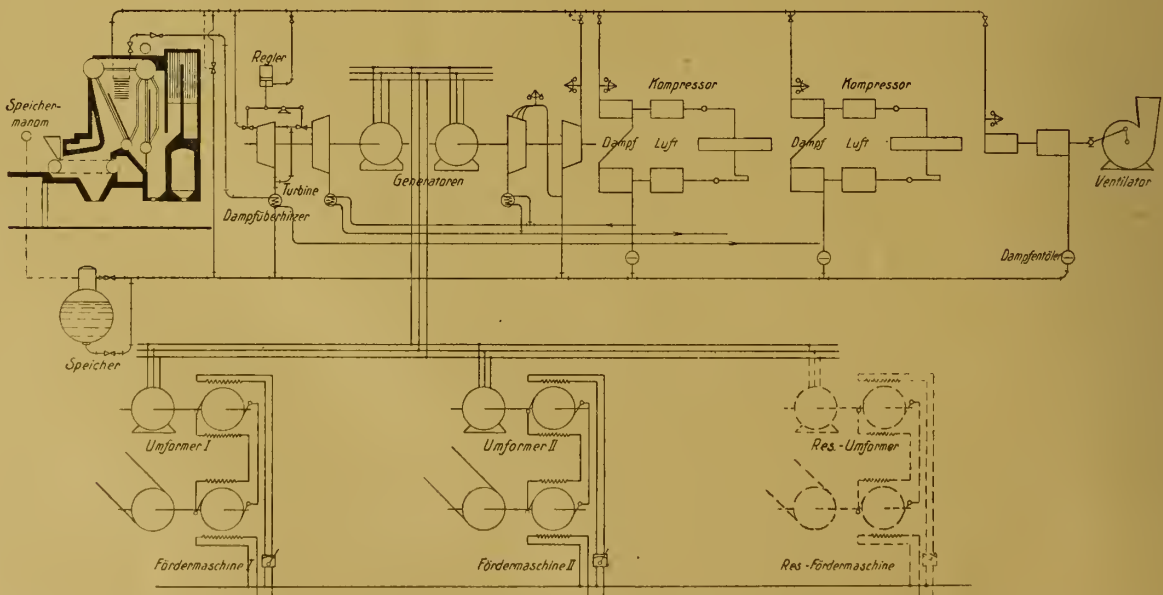 Regler
Speicher-
manom
Kompressor
Kompressor
Dampf
Luft
Dampf
Luft
Generatoren
Turbine
Dampfüberhitzer
Ventilator
Dampfentöler
Speicher
Umformer I
Umformer II
Res.-Umformer
Fördermaschine I
Fördermaschine II
Res-Fördermaschine